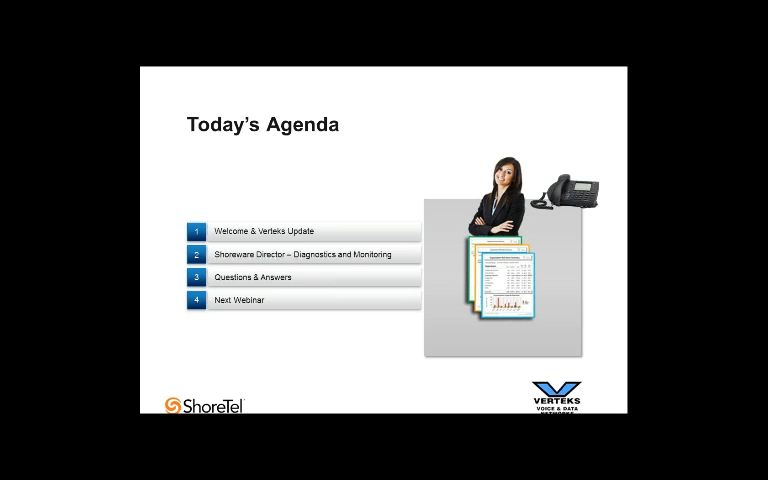 Today's Agenda
1 Welcome & Verteks Update
2 Shoreware Director – Diagnostics and Monitoring
3 Questions & Answers
4 Next Webinar
ShoreTel
VERTEKS
VOICE & DATA
NETWORKS